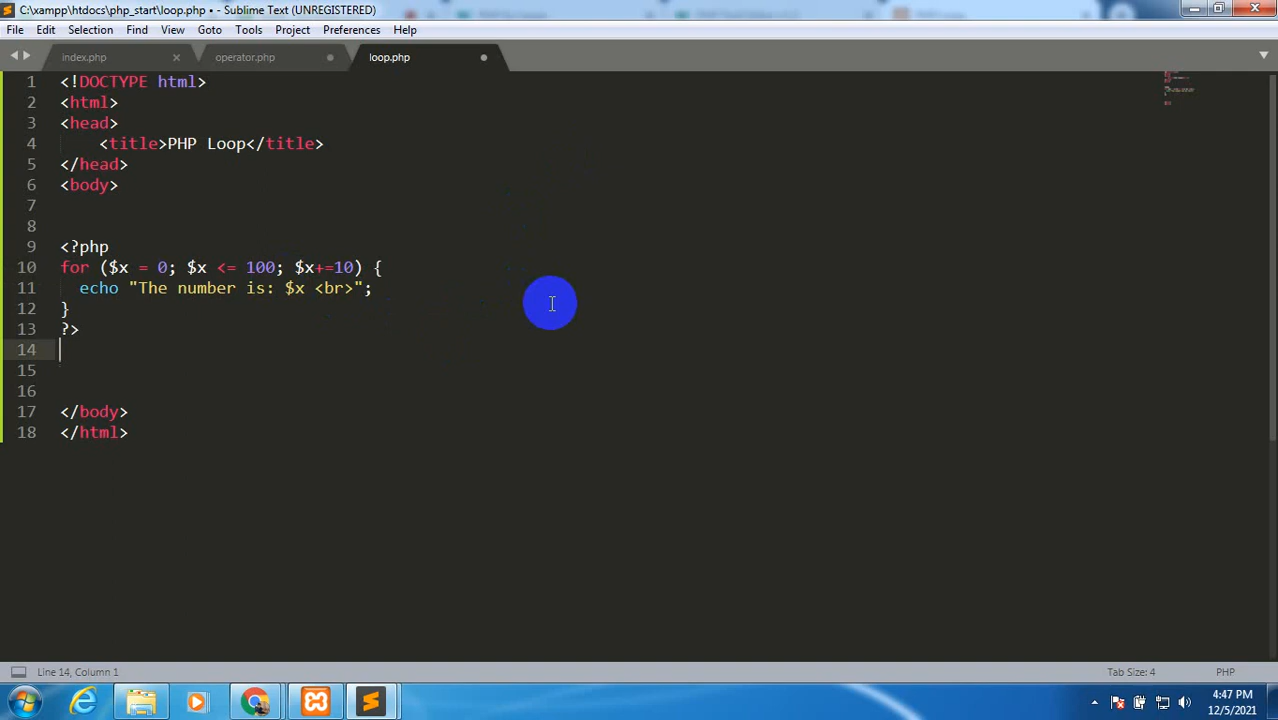 C:\xampp\htdocs\php_start\loop.php • - Sublime Text (UNREGISTERED)
File Edit Selection Find View Goto Tools Project Preferences Help
index.php operator.php loop.php
1 <!DOCTYPE html>
2 <html>
3 <head>
4 <title>PHP Loop</title>
5 </head>
6 <body>
7
8
9 <?php
10 for ($x = 0; $x <= 100; $x+=10) {
11 echo "The number is: $x <br>";
12 }
13 ?>
14
15
16
17 </body>
18 </html>
Line 14, Column 1 Tab Size: 4 PHP
4:47 PM
12/5/2021